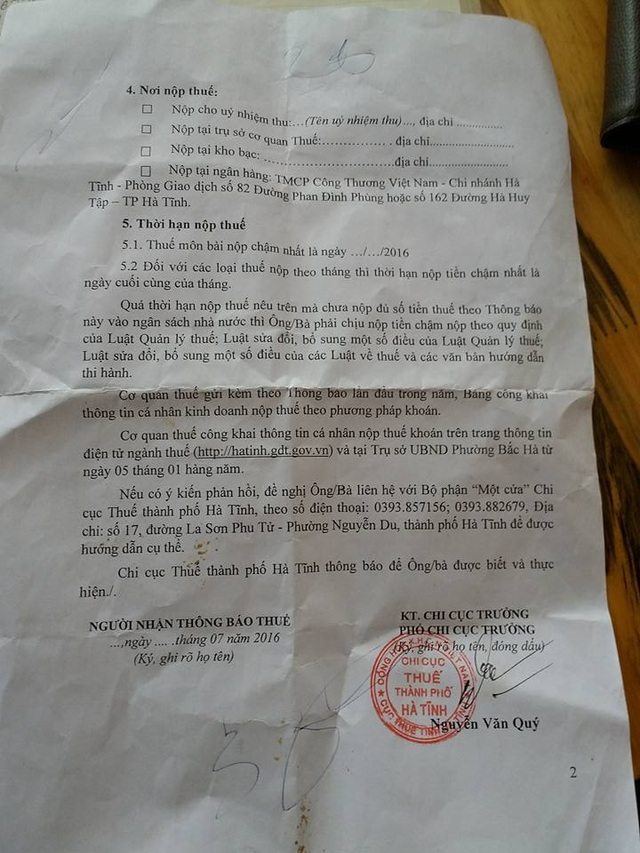 4. Nơi nộp thuế:
☐ Nộp cho uỷ nhiệm thu:…(Tên uỷ nhiệm thu)…, địa chỉ ..............
☐ Nộp tại trụ sở cơ quan Thuế:................ . địa chỉ......................
☐ Nộp tại kho bạc: .................................địa chỉ......................
☐ Nộp tại ngân hàng: TMCP Công Thương Việt Nam - Chi nhánh Hà
Tĩnh - Phòng Giao dịch số 82 Đường Phan Đình Phùng hoặc số 162 Đường Hà Huy
Tập – TP Hà Tĩnh.
5. Thời hạn nộp thuế
5.1. Thuế môn bài nộp chậm nhất là ngày …/…/2016
5.2 Đối với các loại thuế nộp theo tháng thì thời hạn nộp tiền chậm nhất là
ngày cuối cùng của tháng.
Quá thời hạn nộp thuế nêu trên mà chưa nộp đủ số tiền thuế theo Thông báo
này vào ngân sách nhà nước thì Ông/Bà phải chịu nộp tiền chậm nộp theo quy định
của Luật Quản lý thuế; Luật sửa đổi, bổ sung một số điều của Luật Quản lý thuế;
Luật sửa đổi, bổ sung một số điều của các Luật về thuế và các văn bản hướng dẫn
thi hành.
Cơ quan thuế gửi kèm theo Thông báo lần đầu trong năm, Bảng công khai
thông tin cá nhân kinh doanh nộp thuế theo phương pháp khoán.
Cơ quan thuế công khai thông tin cá nhân nộp thuế khoán trên trang thông tin
điện tử ngành thuế (http://hatinh.gdt.gov.vn) và tại Trụ sở UBND Phường Bắc Hà từ
ngày 05 tháng 01 hàng năm.
Nếu có ý kiến phản hồi, đề nghị Ông/Bà liên hệ với Bộ phận “Một cửa” Chi
cục Thuế thành phố Hà Tĩnh, theo số điện thoại: 0393.857156; 0393.882679, Địa
chỉ: số 17, đường La Sơn Phu Tử - Phường Nguyễn Du, thành phố Hà Tĩnh để được
hướng dẫn cụ thể.
Chi cục Thuế thành phố Hà Tĩnh thông báo để Ông/bà được biết và thực
hiện./.
NGƯỜI NHẬN THÔNG BÁO THUẾ
…,ngày …. .tháng 07 năm 2016
(Ký, ghi rõ họ tên)
KT. CHI CỤC TRƯỞNG
PHÓ CHI CỤC TRƯỞNG
(Ký, ghi rõ họ tên, đóng dấu)
CHI CỤC
THUẾ
THÀNH PHỐ
HÀ TĨNH
Nguyễn Văn Quý
2